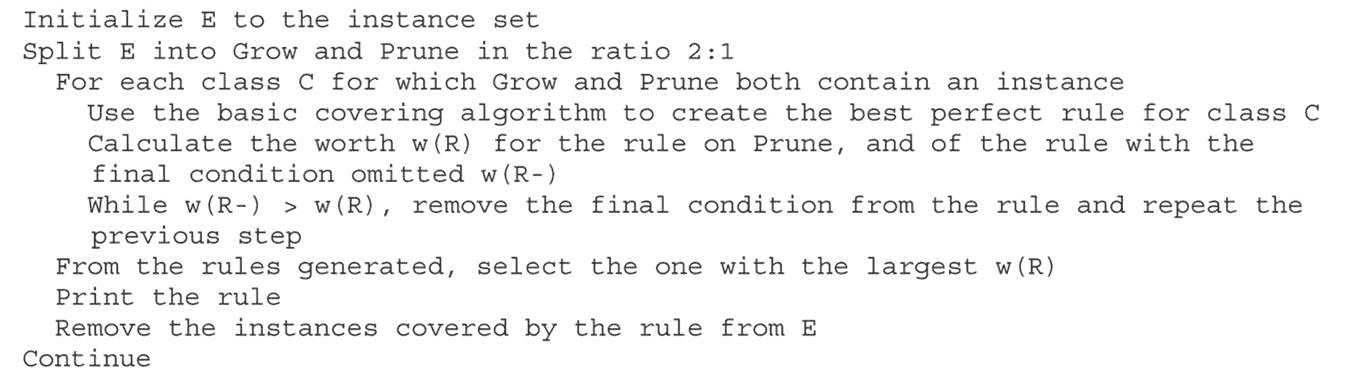 Initialize E to the instance set
Split E into Grow and Prune in the ratio 2:1
For each class C for which Grow and Prune both contain an instance
Use the basic covering algorithm to create the best perfect rule for class C
Calculate the worth w(R) for the rule on Prune, and of the rule with the
final condition omitted w(R-)
While w(R-) > w(R), remove the final condition from the rule and repeat the
previous step
From the rules generated, select the one with the largest w(R)
Print the rule
Remove the instances covered by the rule from E
Continue